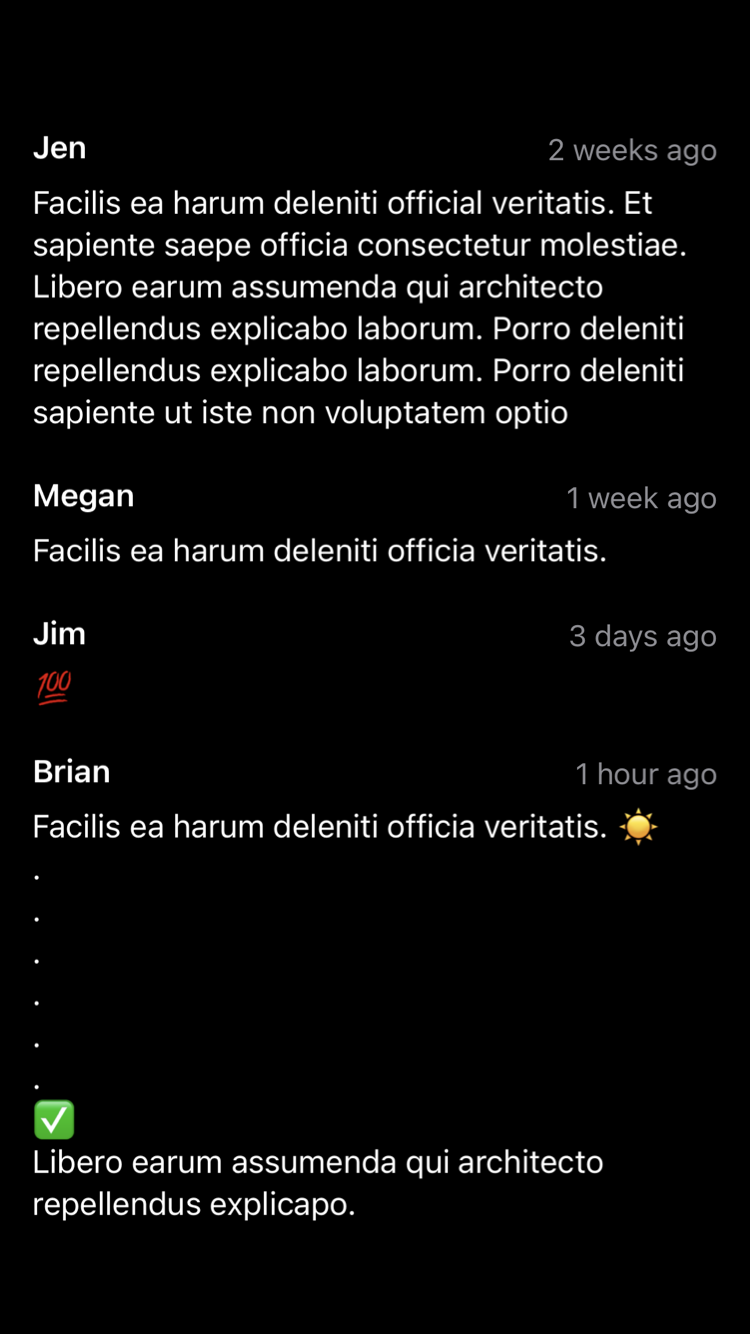 Jen 2 weeks ago
Facilis ea harum deleniti official veritatis. Et
sapiente saepe officia consectetur molestiae.
Libero earum assumenda qui architecto
repellendus explicabo laborum. Porro deleniti
repellendus explicabo laborum. Porro deleniti
sapiente ut iste non voluptatem optio
Megan 1 week ago
Facilis ea harum deleniti officia veritatis.
Jim 3 days ago
💯
Brian 1 hour ago
Facilis ea harum deleniti officia veritatis. ☀️
.
.
.
.
.
.
✅
Libero earum assumenda qui architecto
repellendus explicapo.